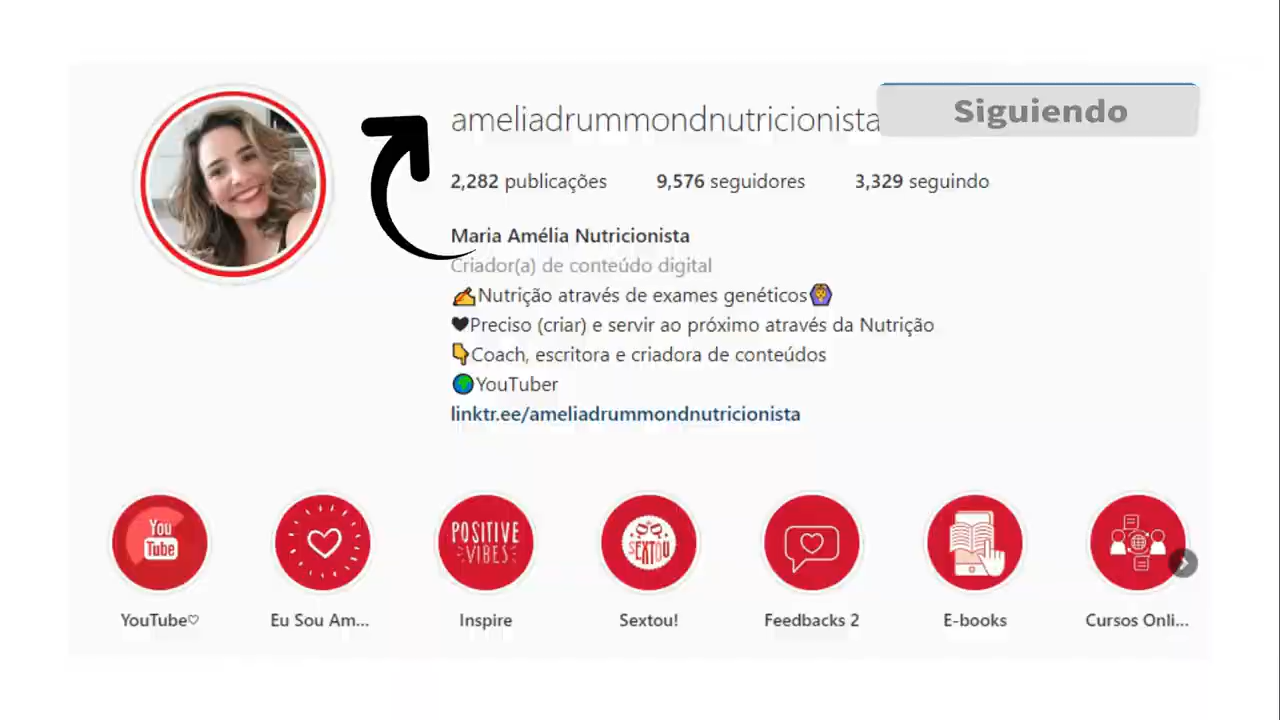 ameliadrummondnutricionista
Siguiendo
2,282 publicações 9,576 seguidores 3,329 seguindo
Maria Amélia Nutricionista
Criador(a) de conteúdo digital
✍Nutrição através de exames genéticos🙆
🖤Preciso (criar) e servir ao próximo através da Nutrição
👇Coach, escritora e criadora de conteúdos
🌍YouTuber
linktr.ee/ameliadrummondnutricionista
You
Tube
POSITIVE
VIBES
SEXTOU
YouTube♡ Eu Sou Am... Inspire Sextou! Feedbacks 2 E-books Cursos Onli...